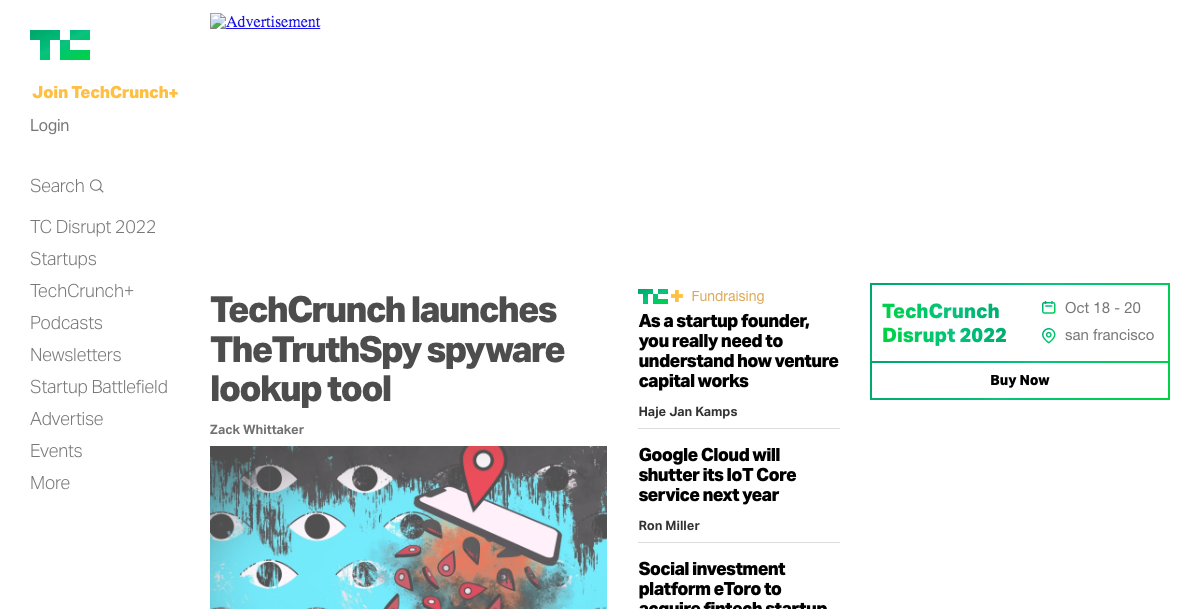 TC
Join TechCrunch+
Login
Search
TC Disrupt 2022
Startups
TechCrunch+
Podcasts
Newsletters
Startup Battlefield
Advertise
Events
More
Advertisement
TechCrunch launches
TheTruthSpy spyware
lookup tool
Zack Whittaker
TC+ Fundraising
As a startup founder,
you really need to
understand how venture
capital works
Haje Jan Kamps
Google Cloud will
shutter its IoT Core
service next year
Ron Miller
Social investment
platform eToro to
acquire fintech startup
TechCrunch
Disrupt 2022
Oct 18 - 20
san francisco
Buy Now